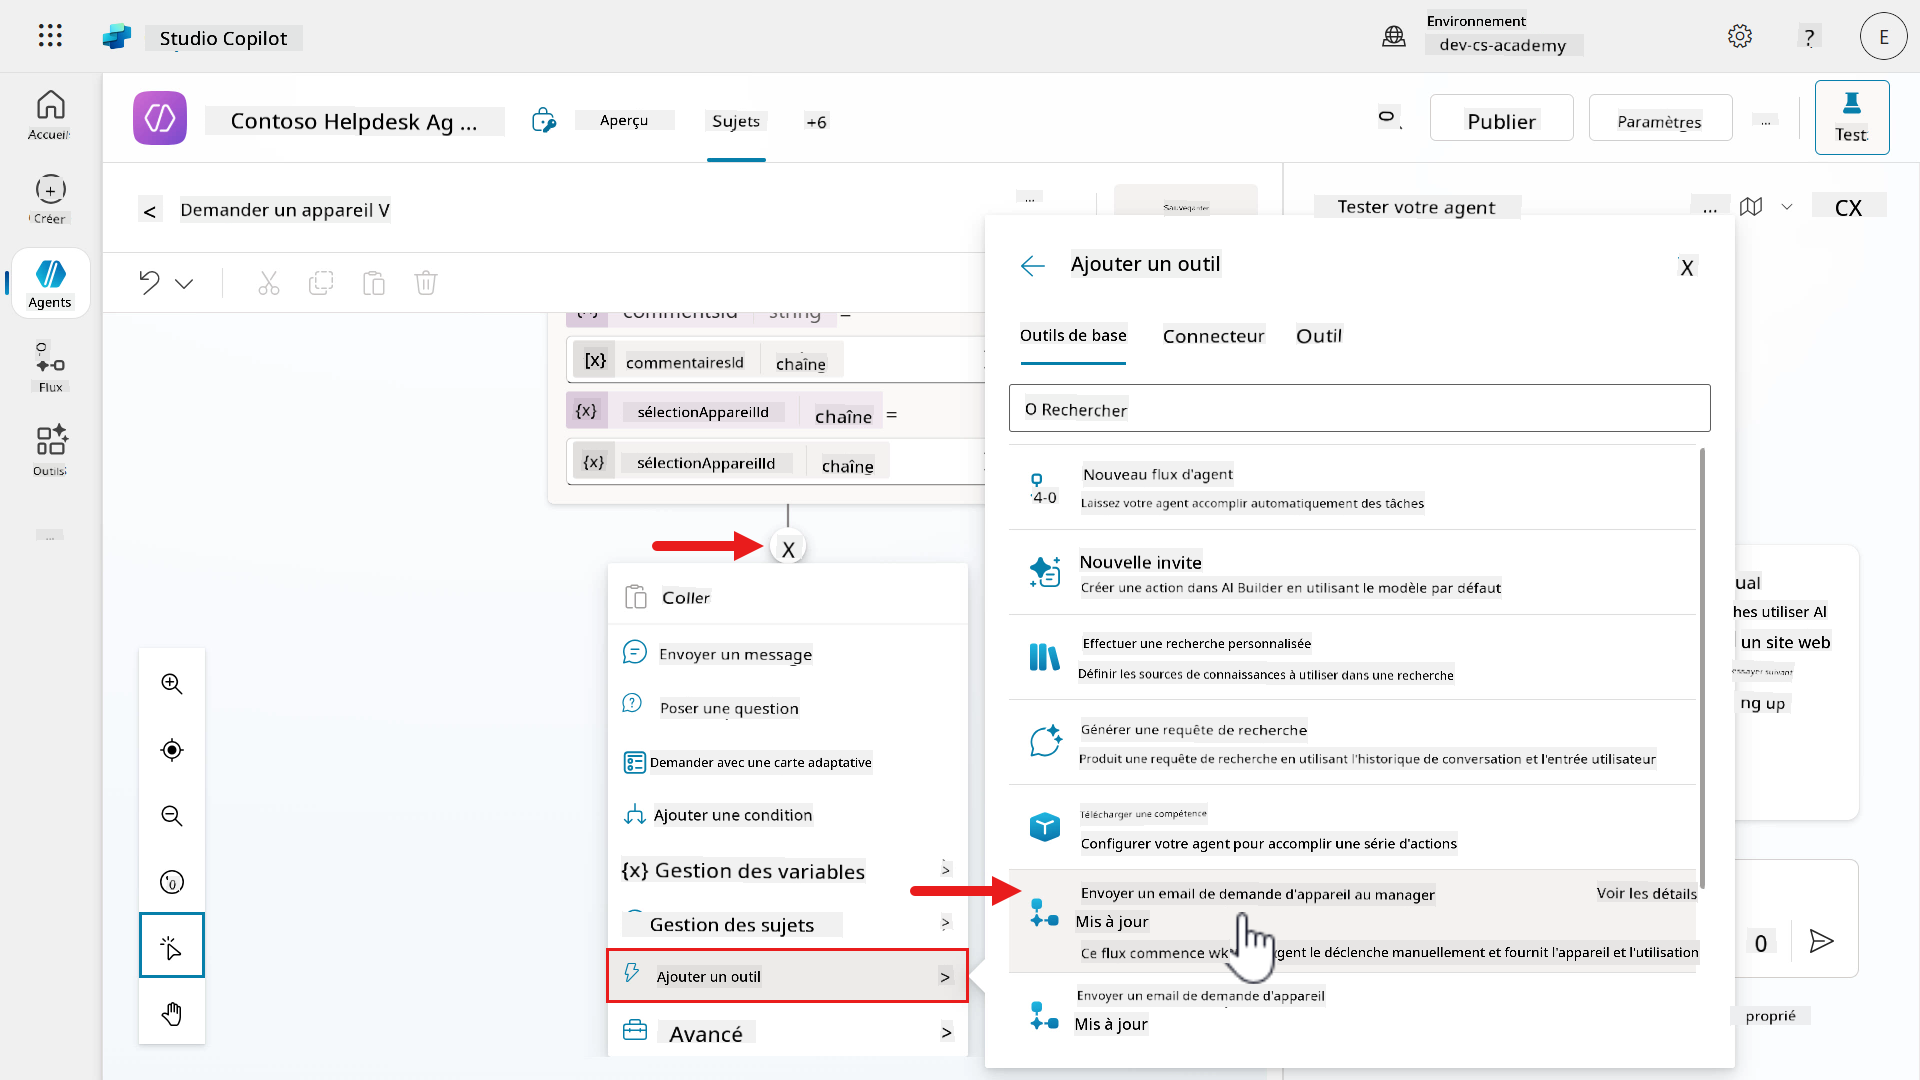 Studio Copilot
Environnement
dev-cs-academy
?
E
Accueil
Créer
Agents
Flux
Outils
...
Contoso Helpdesk Ag ...
Aperçu
Sujets
+6
Publier
Paramètres
...
Test
<
Demander un appareil V
...
Sauvegarder
Tester votre agent
...
CX
commentsId
string
=
[x]
commentairesId
chaîne
{x}
sélectionAppareilId
chaîne
=
{x}
sélectionAppareilId
chaîne
X
Coller
Envoyer un message
Poser une question
Demander avec une carte adaptative
Ajouter une condition
{x} Gestion des variables
>
Gestion des sujets
>
Ajouter un outil
>
Avancé
>
Ajouter un outil
X
Outils de base
Connecteur
Outil
O Rechercher
Nouveau flux d'agent
Laissez votre agent accomplir automatiquement des tâches
Nouvelle invite
Créer une action dans AI Builder en utilisant le modèle par défaut
Effectuer une recherche personnalisée
Définir les sources de connaissances à utiliser dans une recherche
Générer une requête de recherche
Produit une requête de recherche en utilisant l'historique de conversation et l'entrée utilisateur
Télécharger une compétence
Configurer votre agent pour accomplir une série d'actions
Envoyer un email de demande d'appareil au manager
Voir les détails
Mis à jour
Ce flux commence gent le déclenche manuellement et fournit l'appareil et l'utilisation
Envoyer un email de demande d'appareil
Mis à jour
ual
hes utiliser AI
un site web
ng up
0
proprié